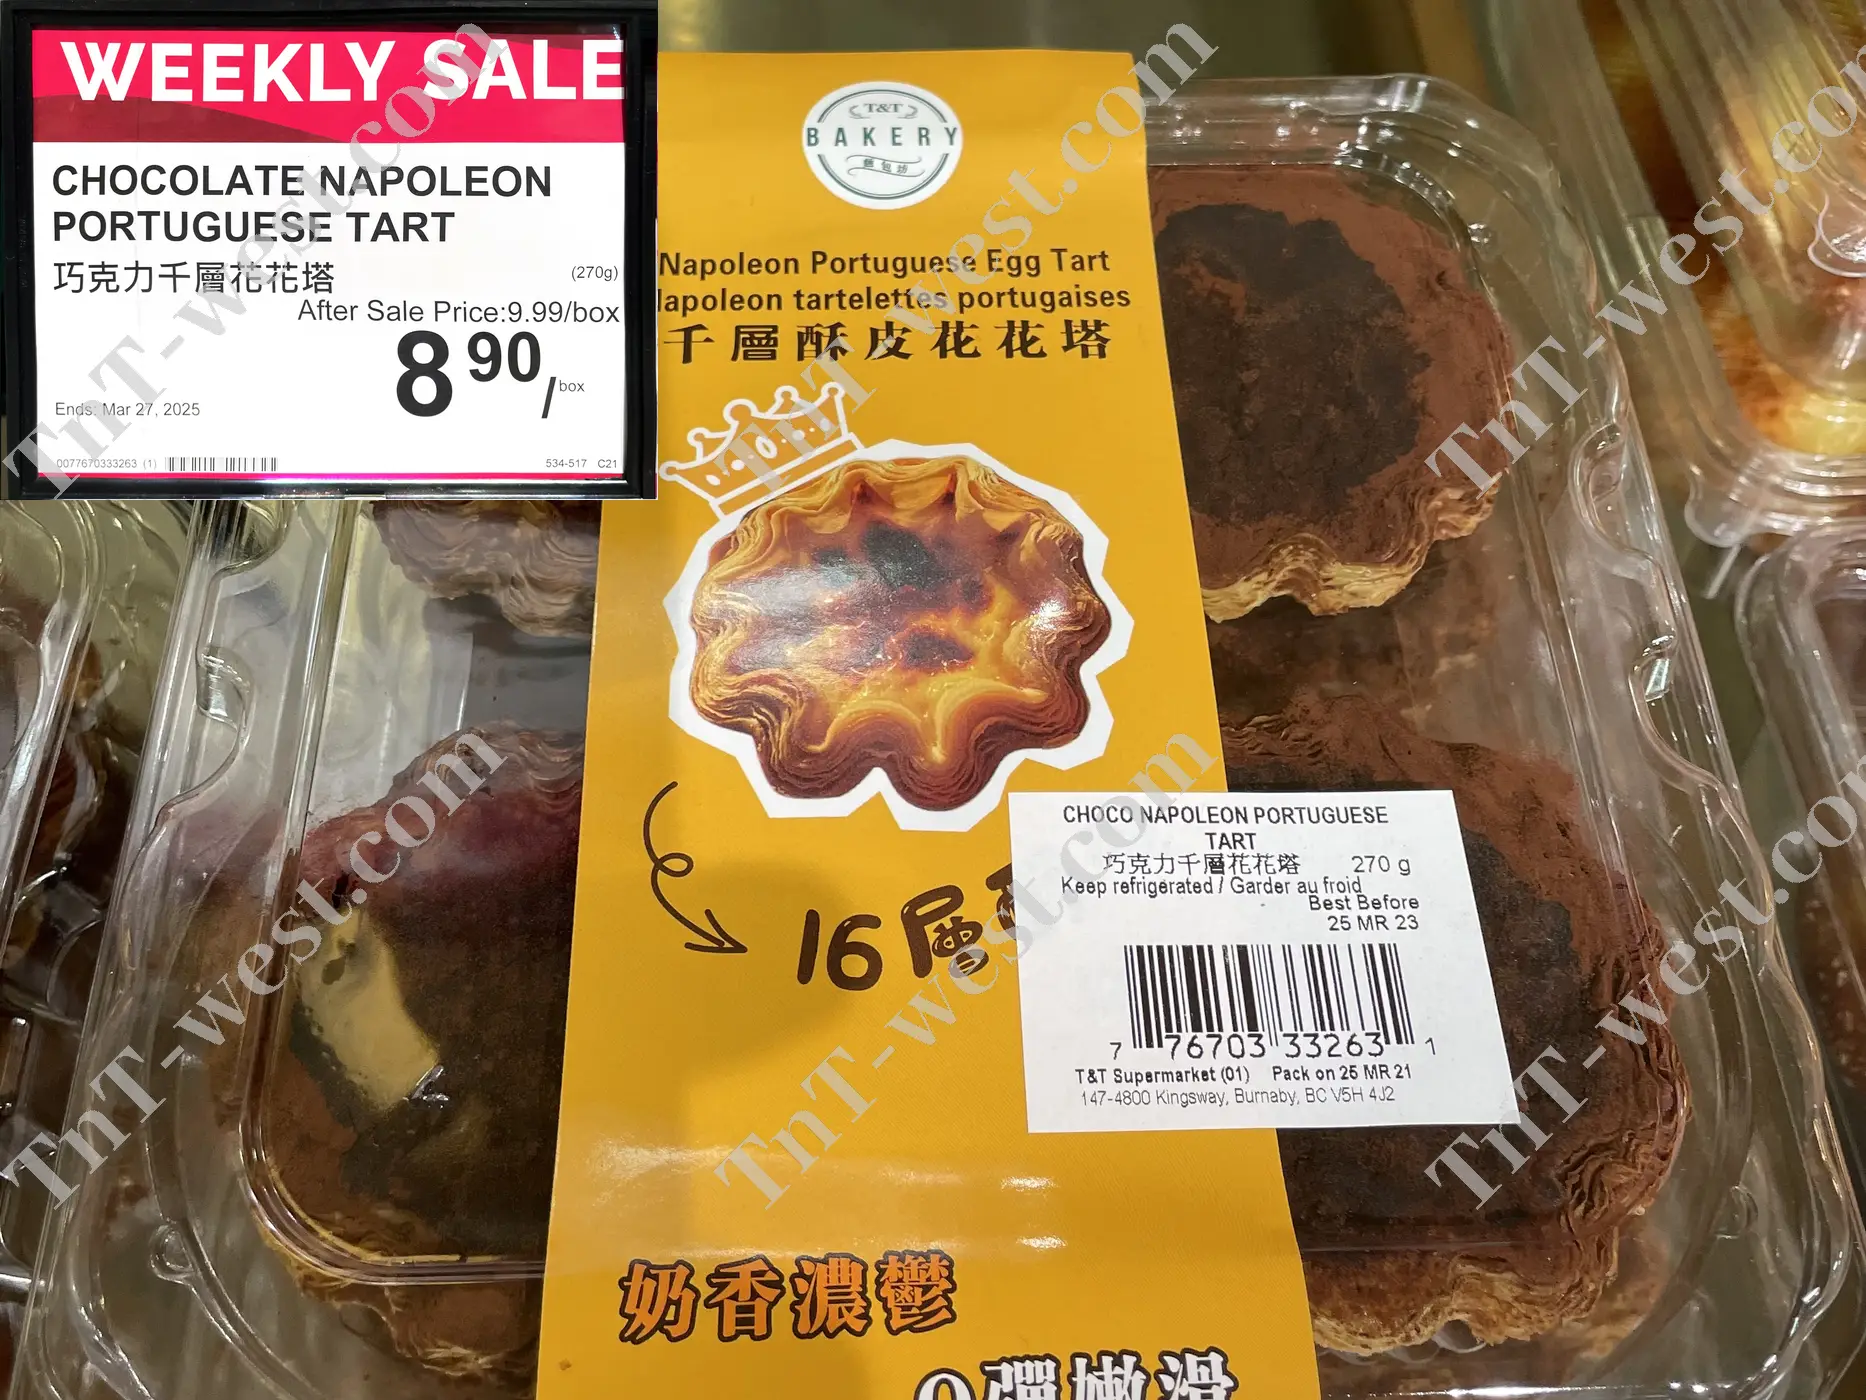 WEEKLY SALE
CHOCOLATE NAPOLEON
PORTUGUESE TART
巧克力千層花花塔
(270g)
After Sale Price:9.99/box
8 90 /box
Ends: Mar 27, 2025
0077670333263 (1)
534-517 C21
T&T
BAKERY
麵包坊
Napoleon Portuguese Egg Tart
Napoleon tartelettes portugaises
千層酥皮花花塔
16層
CHOCO NAPOLEON PORTUGUESE
TART
巧克力千層花花塔 270 g
Keep refrigerated / Garder au froid
Best Before
25 MR 23
7 76703 33263 1
T&T Supermarket (01) Pack on 25 MR 21
147-4800 Kingsway, Burnaby, BC V5H 4J2
奶香濃鬱
Q彈嫩滑
TnT-west.com
TnT-west.com
TnT-west.com
TnT-west.com
TnT-west.com
TnT-west.com